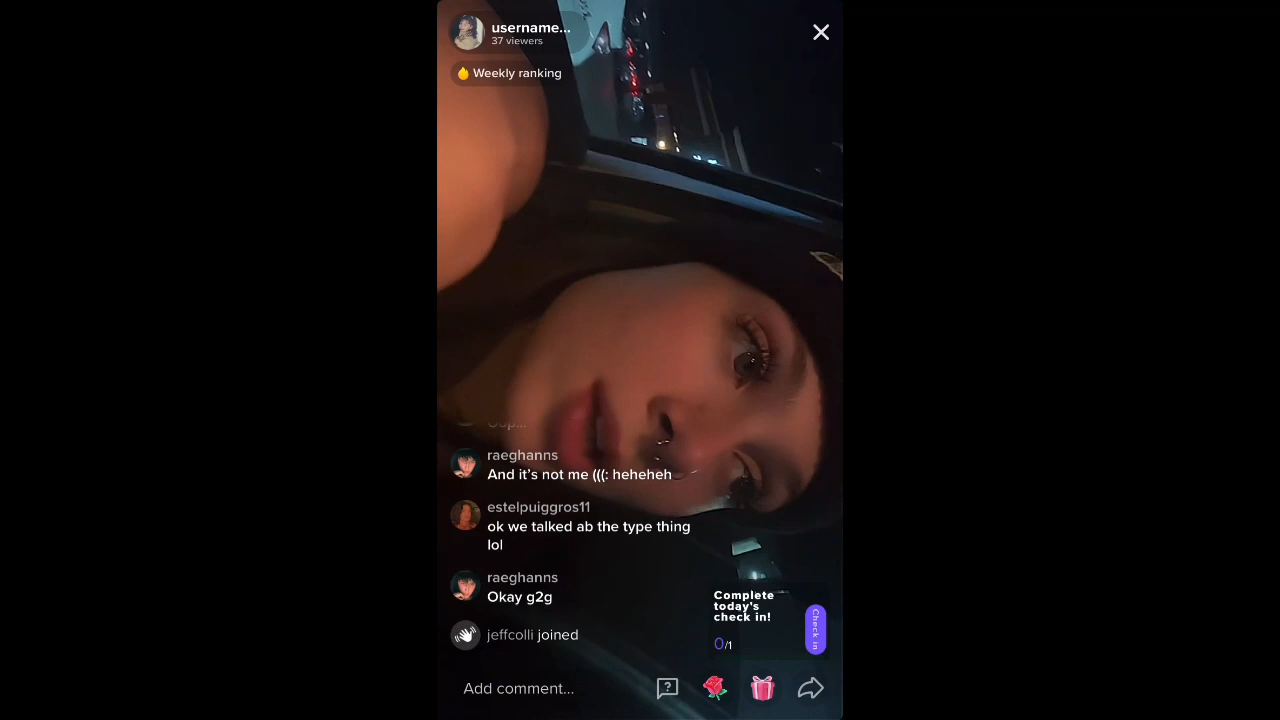 username...
37 viewers
Weekly ranking
And it's not me (((: heheheh
raeghanns
estelpuiggros11
ok we talked ab the type thing
lol
raeghanns
Okay g2g
jeffcolli joined
Complete
today's
check in!
0/1
Check in
Add comment...